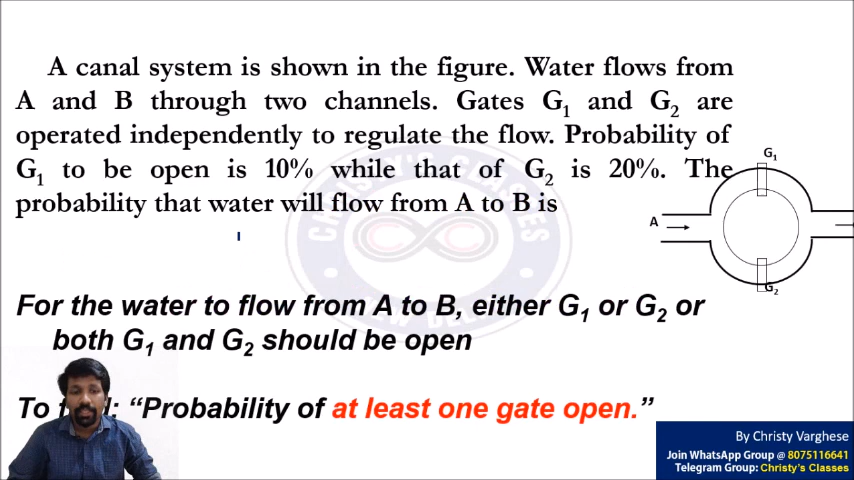 A canal system is shown in the figure. Water flows from
A and B through two channels. Gates G₁ and G₂ are
operated independently to regulate the flow. Probability of
G₁ to be open is 10% while that of G₂ is 20%. The
probability that water will flow from A to B is
G₁
A
G₂
For the water to flow from A to B, either G₁ or G₂ or
both G₁ and G₂ should be open
To : “Probability of at least one gate open.”
By Christy Varghese
Join WhatsApp Group @ 8075116641
Telegram Group: Christy's Classes